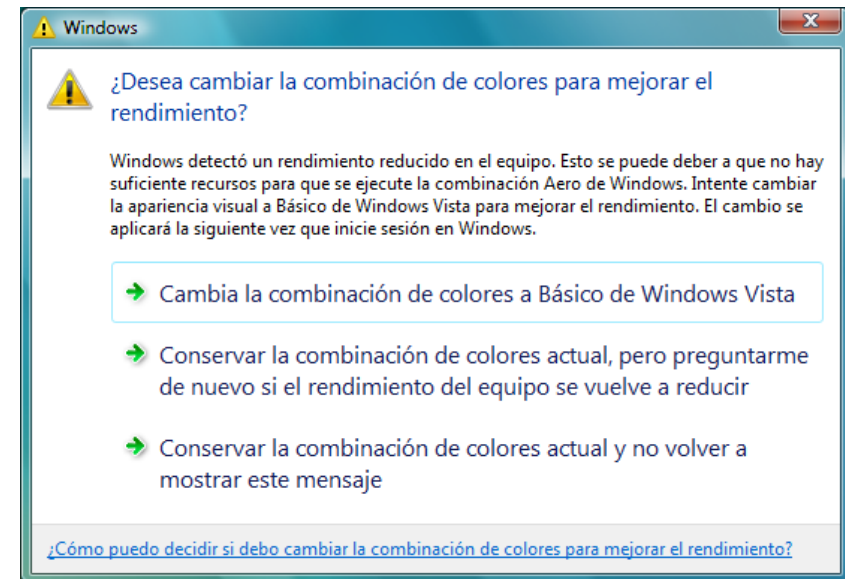 Windows
¿Desea cambiar la combinación de colores para mejorar el
rendimiento?
Windows detectó un rendimiento reducido en el equipo. Esto se puede deber a que no hay
suficiente recursos para que se ejecute la combinación Aero de Windows. Intente cambiar
la apariencia visual a Básico de Windows Vista para mejorar el rendimiento. El cambio se
aplicará la siguiente vez que inicie sesión en Windows.
Cambia la combinación de colores a Básico de Windows Vista
Conservar la combinación de colores actual, pero preguntarme
de nuevo si el rendimiento del equipo se vuelve a reducir
Conservar la combinación de colores actual y no volver a
mostrar este mensaje
¿Cómo puedo decidir si debo cambiar la combinación de colores para mejorar el rendimiento?